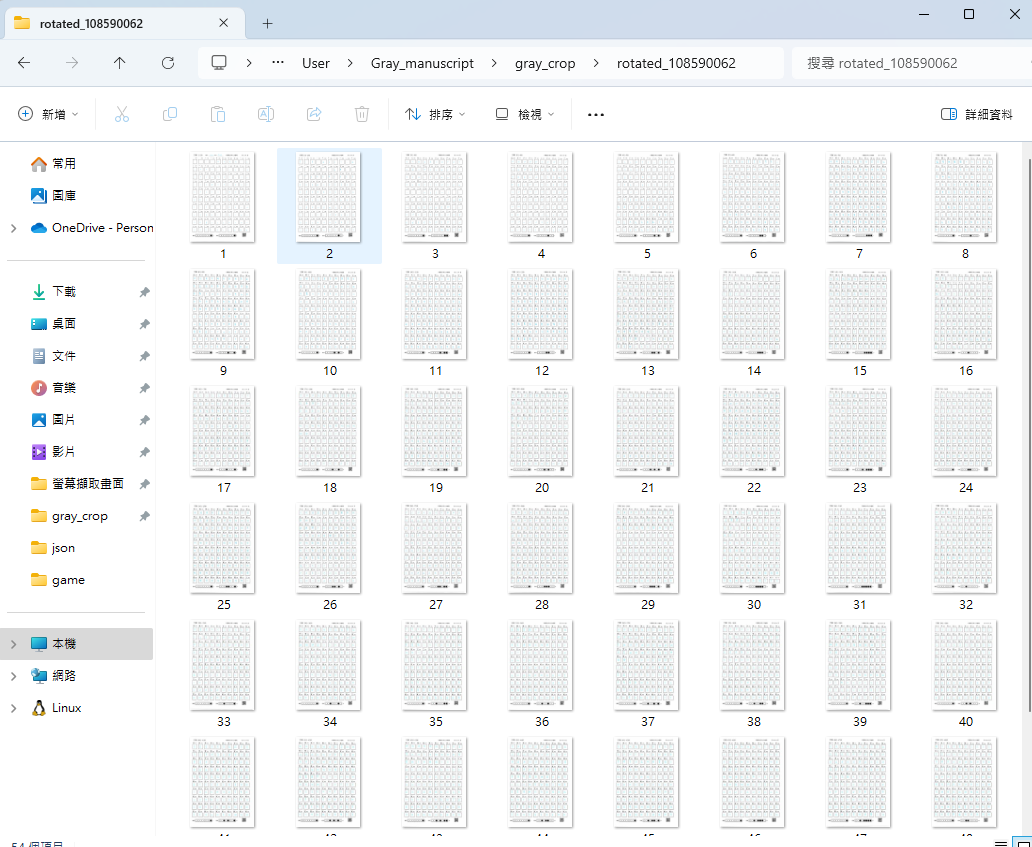 rotated_108590062
User > Gray_manuscript > gray_crop > rotated_108590062
搜尋 rotated_108590062
新增
排序
檢視
詳細資料
常用
圖庫
OneDrive - Person
下載
桌面
文件
音樂
圖片
影片
螢幕擷取畫面
gray_crop
json
game
本機
網路
Linux
1 2 3 4 5 6 7 8
9 10 11 12 13 14 15 16
17 18 19 20 21 22 23 24
25 26 27 28 29 30 31 32
33 34 35 36 37 38 39 40
54 個項目